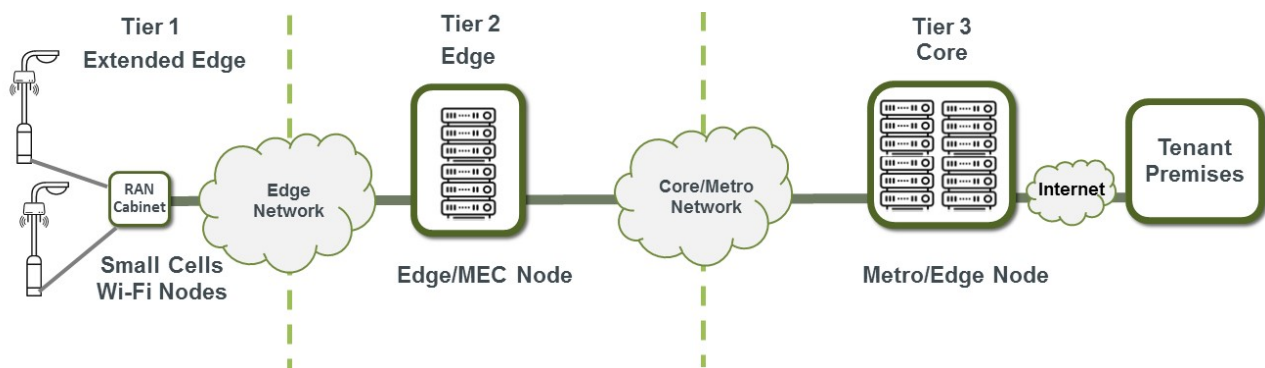 Tier 1
Extended Edge
Tier 2
Edge
Tier 3
Core
RAN
Cabinet
Edge
Network
Core/Metro
Network
Internet
Tenant
Premises
Small Cells
Wi-Fi Nodes
Edge/MEC Node
Metro/Edge Node